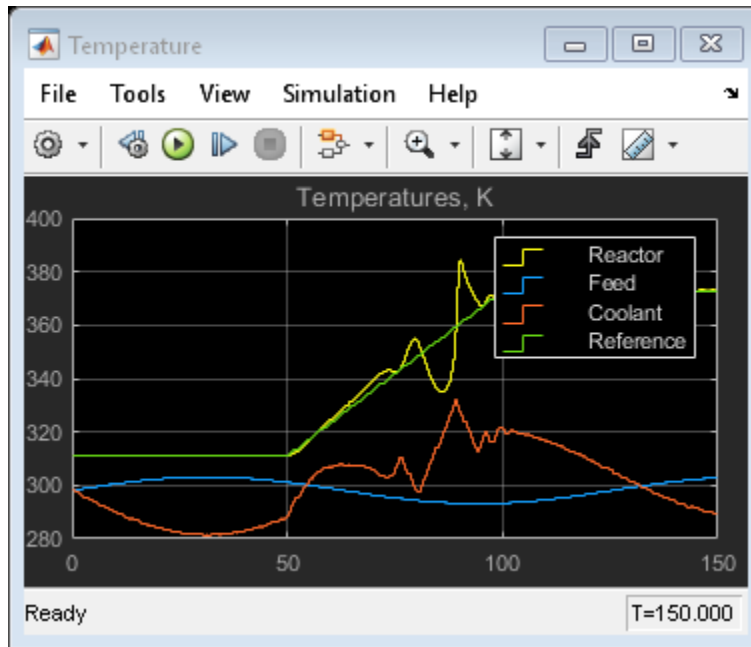 Temperature
File Tools View Simulation Help
Temperatures, K
400
380
360
340
320
300
280
0 50 100 150
Reactor
Feed
Coolant
Reference
Ready T=150.000